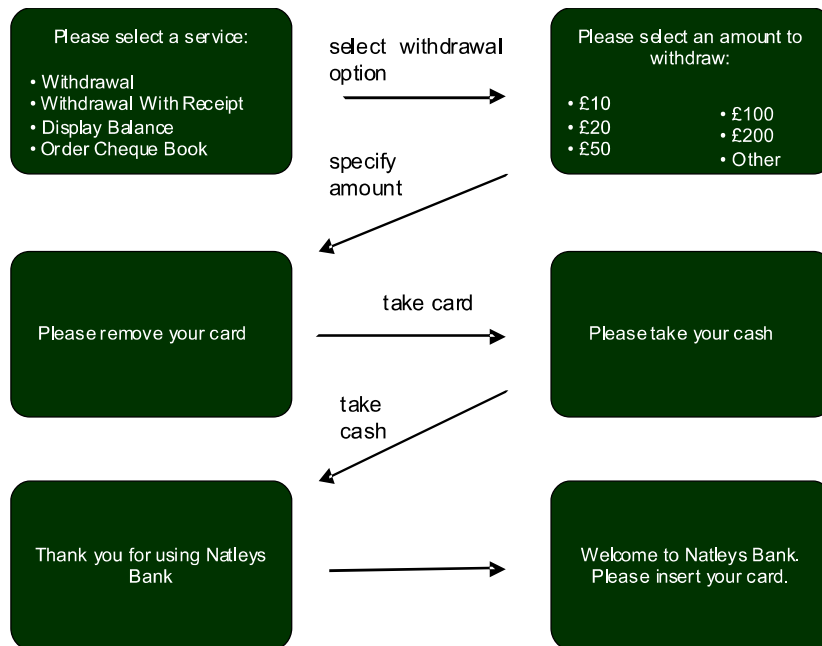 Please select a service:
• Withdrawal
• Withdrawal With Receipt
• Display Balance
• Order Cheque Book
select withdrawal
option
Please select an amount to
withdraw:
• £10
• £20
• £50
• £100
• £200
• Other
specify
amount
Please remove your card
take card
Please take your cash
take
cash
Thank you for using Natleys
Bank
Welcome to Natleys Bank.
Please insert your card.